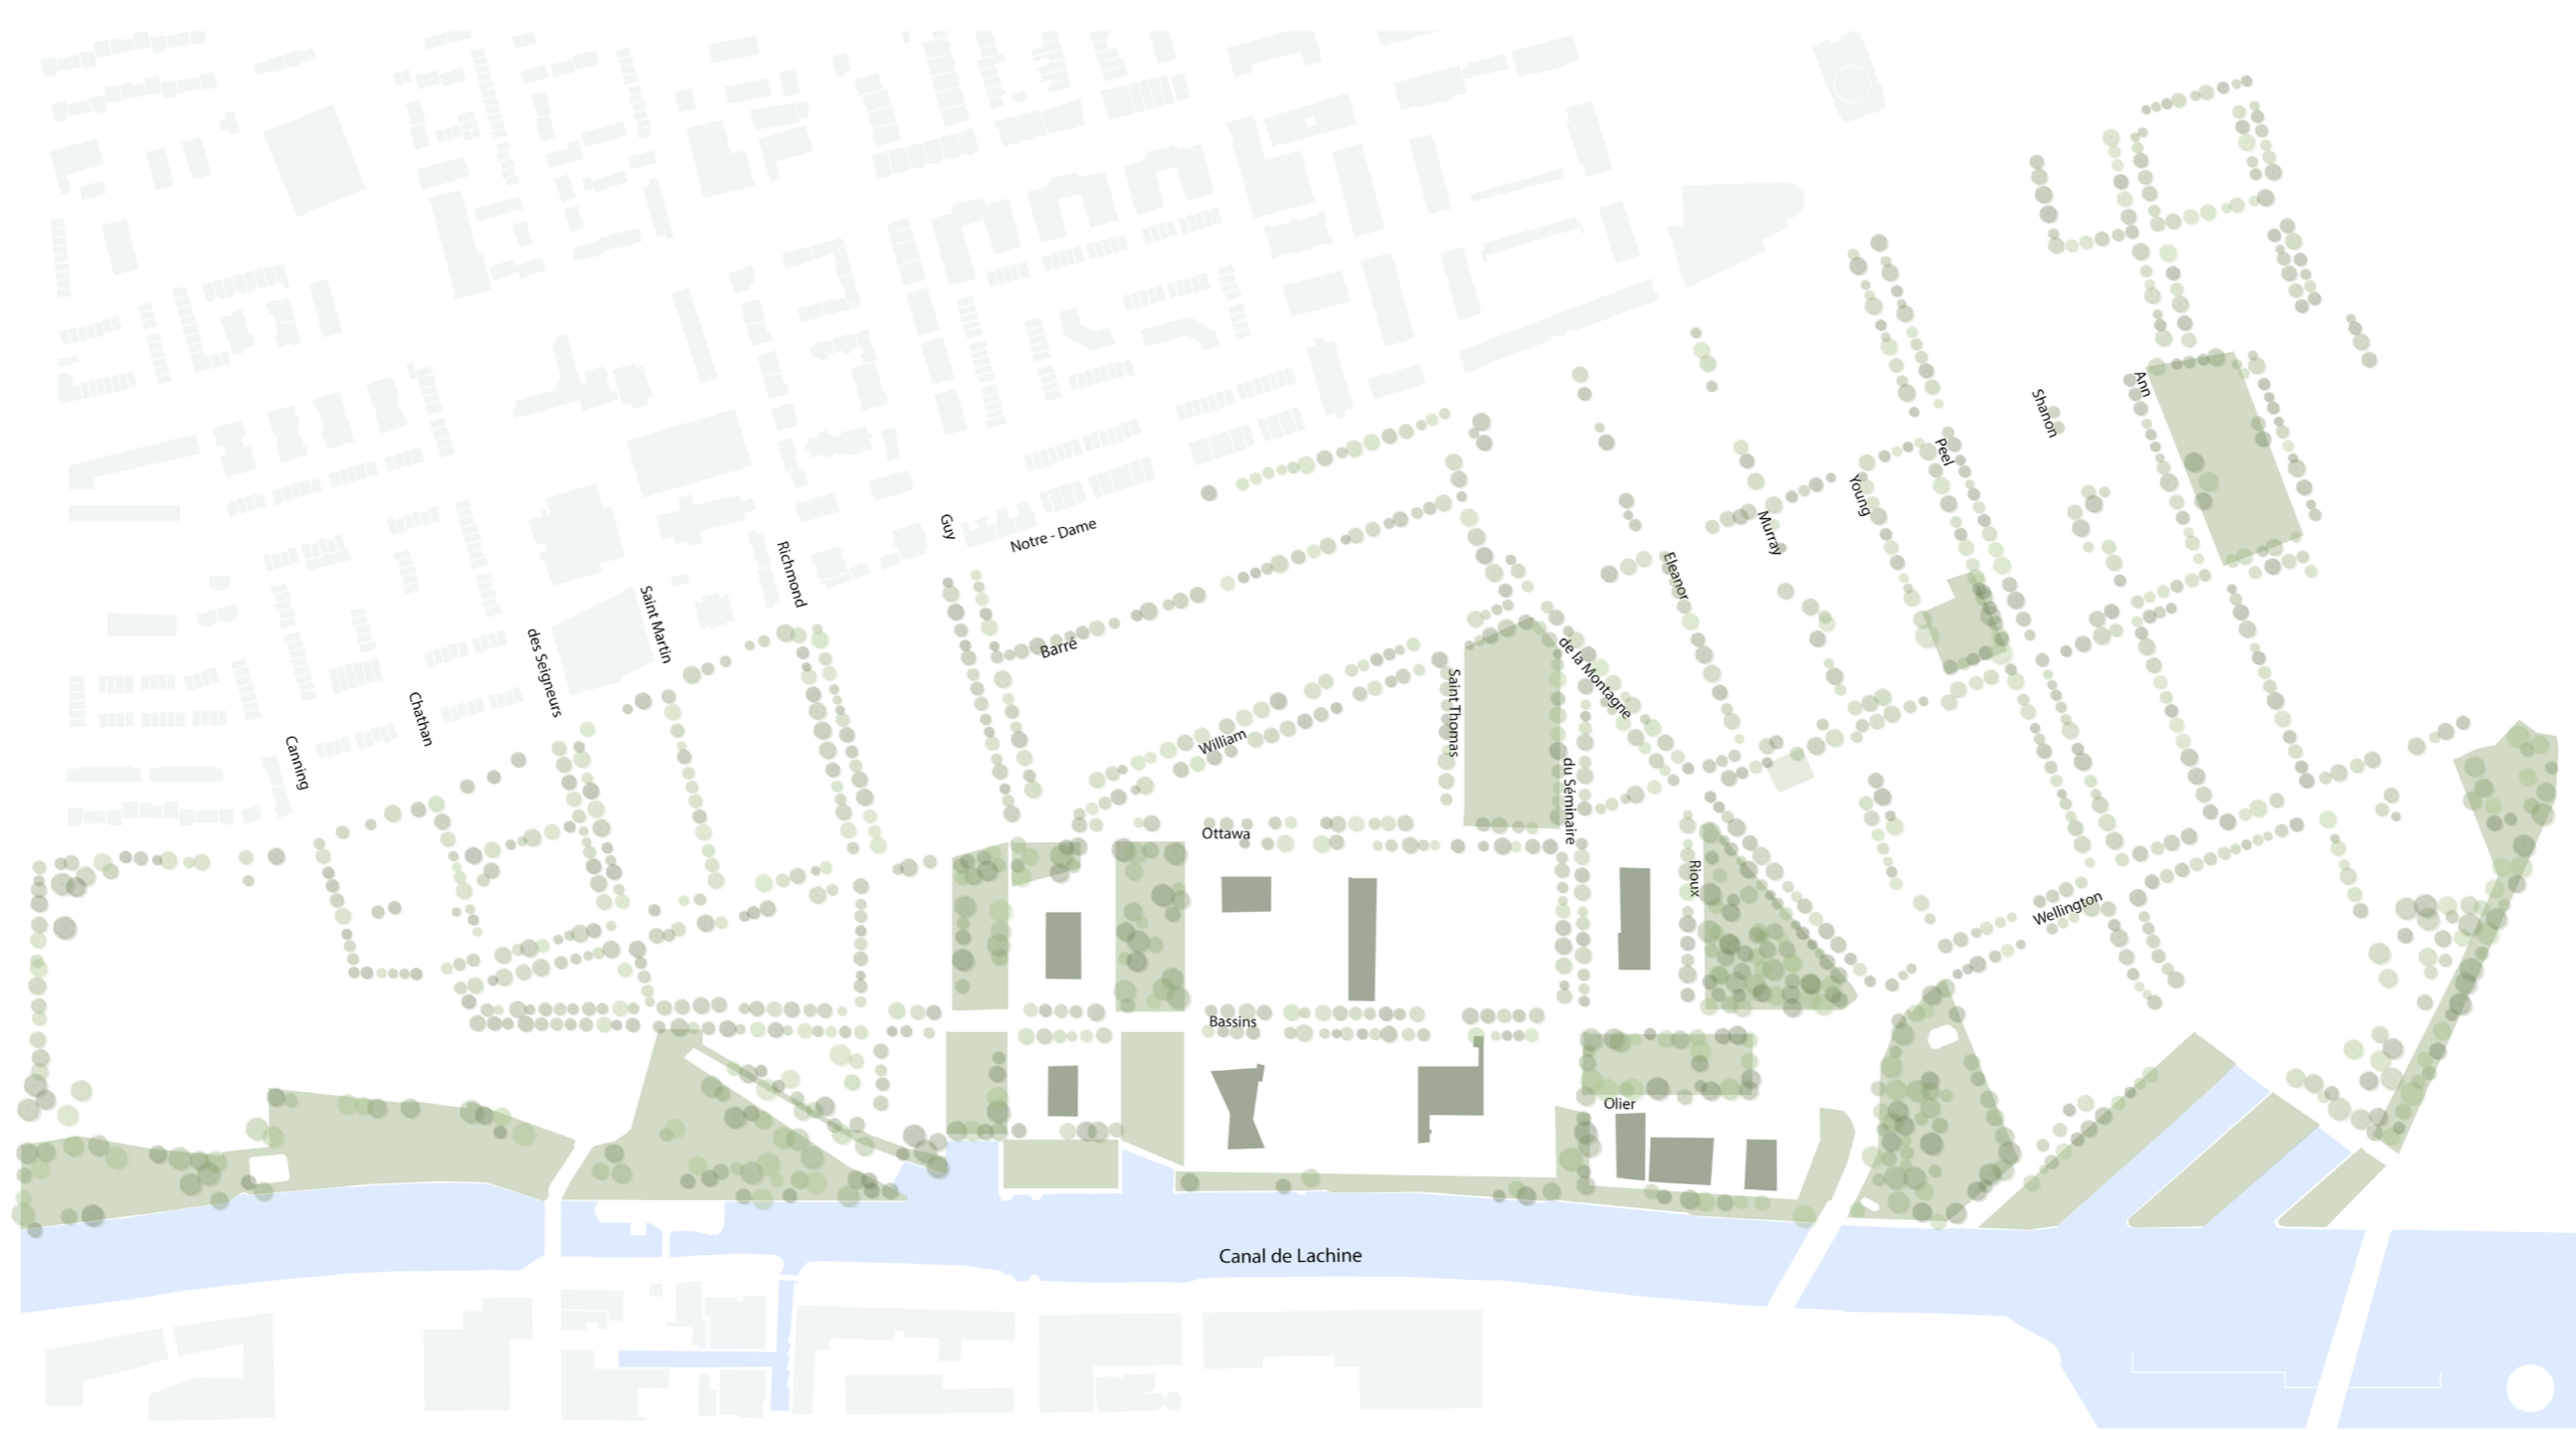 Ann
Shanon
Peel
Young
Guy
Notre - Dame
Murray
Richmond
Eleanor
Saint Martin
des Seigneurs
Barré
de la Montagne
Saint Thomas
Chathan
William
Canning
du Séminaire
Ottawa
Rioux
Wellington
Bassins
Olier
Canal de Lachine